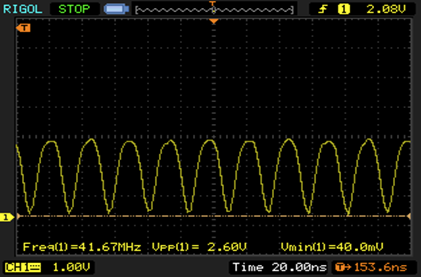 RIGOL STOP T 1 2.08V
T
1
Freq(1)=41.67MHz Vpp(1)= 2.60V Vmin(1)=40.0mV
CH1 1.00V Time 20.00ns T→153.6ns